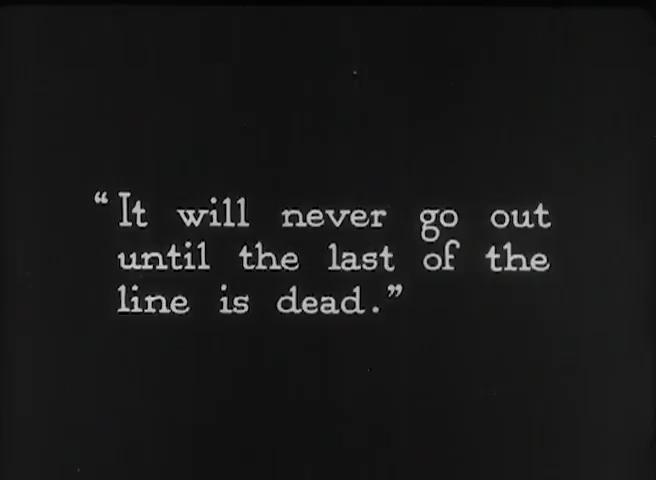 “It will never go out
until the last of the
line is dead.”